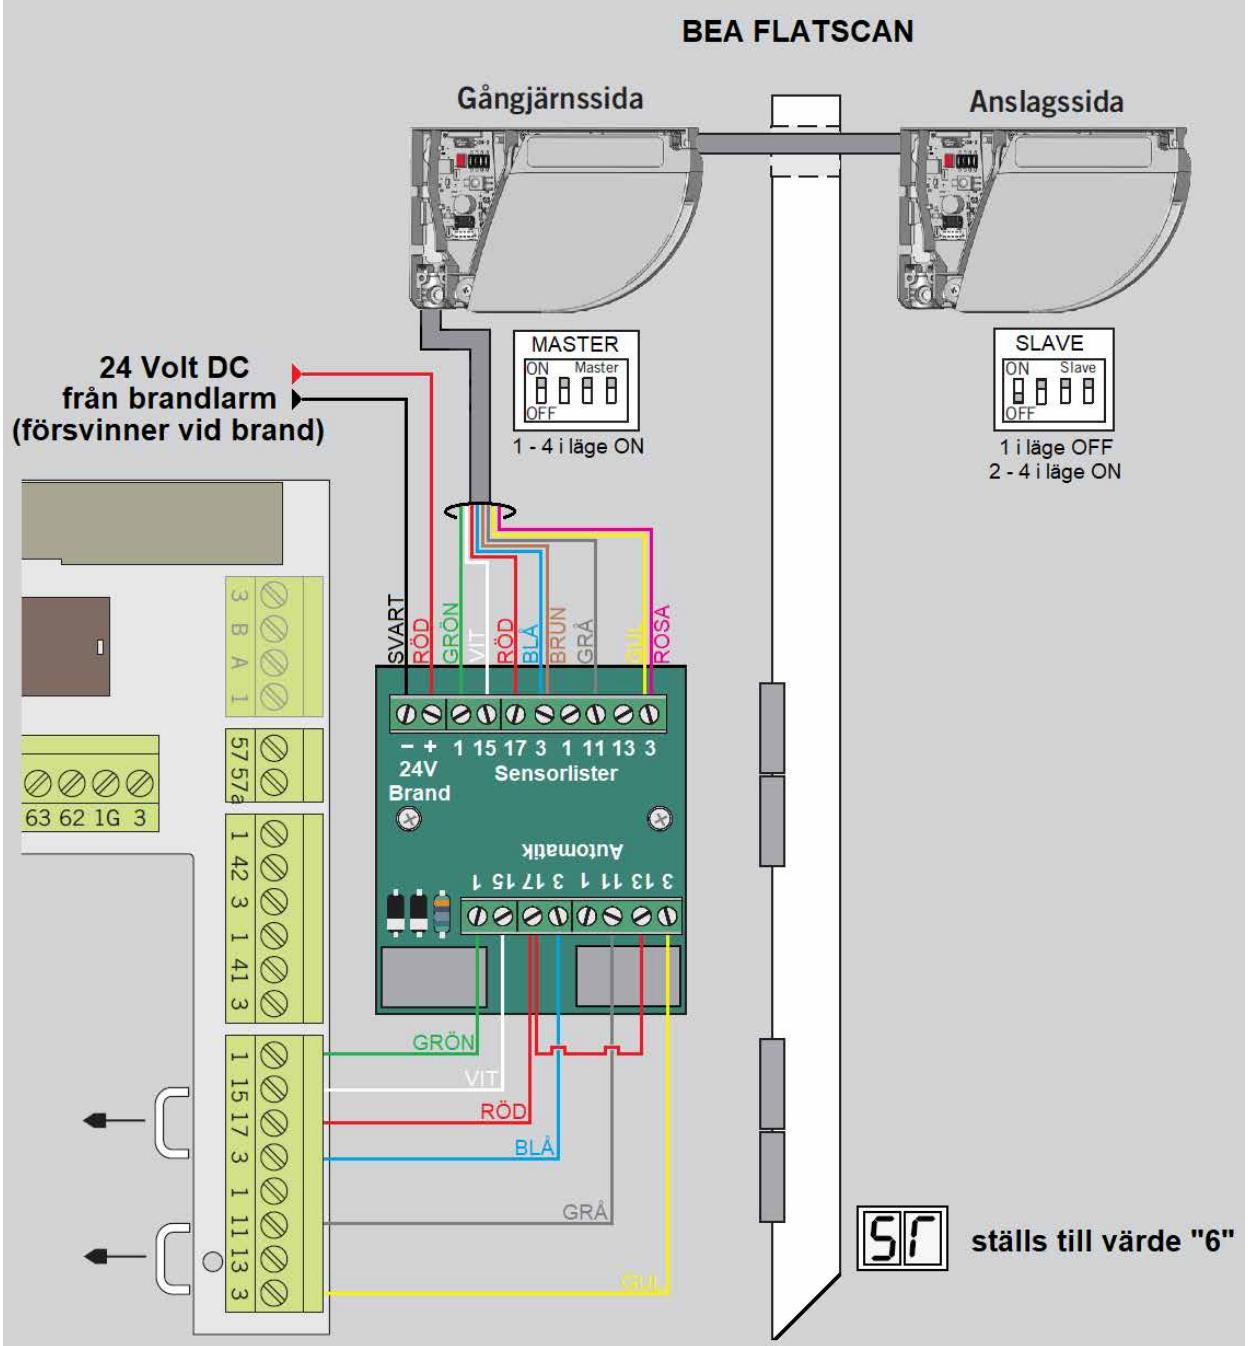 BEA FLATSCAN
Gångjärnssida
Anslagssida
MASTER
ON Master
OFF
1 - 4 i läge ON
SLAVE
ON Slave
OFF
1 i läge OFF
2 - 4 i läge ON
24 Volt DC
från brandlarm
(försvinner vid brand)
SVART
RÖD
GRÖN
VIT
RÖD
BLÅ
BRUN
GRÅ
GUL
ROSA
3
B
A
1
57
57a
63 62 1G 3
1
42
3
1
41
3
1
15
17
3
1
11
13
3
− + 1 15 17 3 1 11 13 3
24V
Brand
Sensorlister
Automatik
1 15 17 3 1 11 13 3
GRÖN
VIT
RÖD
BLÅ
GRÅ
GUL
ST
ställs till värde "6"